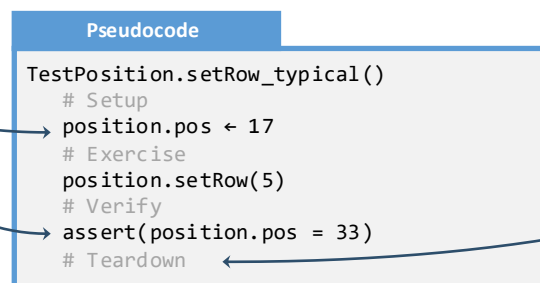 Pseudocode
TestPosition.setRow_typical()
# Setup
position.pos ← 17
# Exercise
position.setRow(5)
# Verify
assert(position.pos = 33)
# Teardown